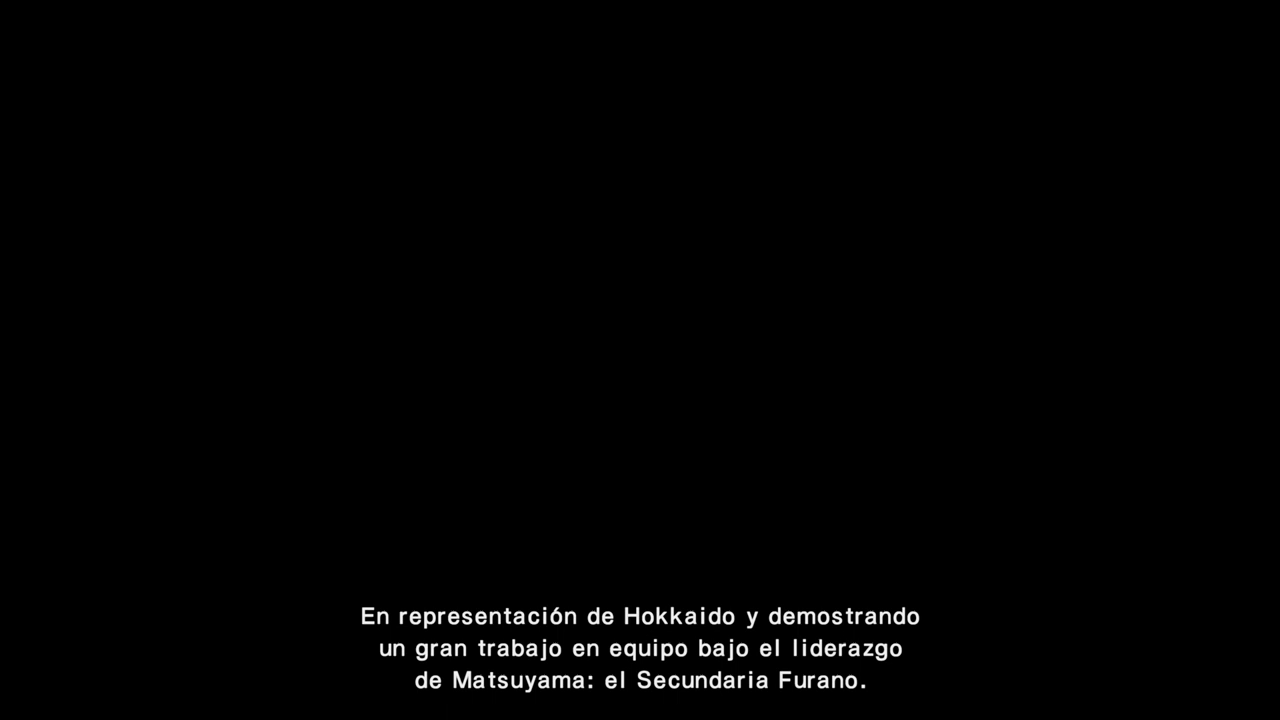 En representación de Hokkaido y demostrando
un gran trabajo en equipo bajo el liderazgo
de Matsuyama: el Secundaria Furano.